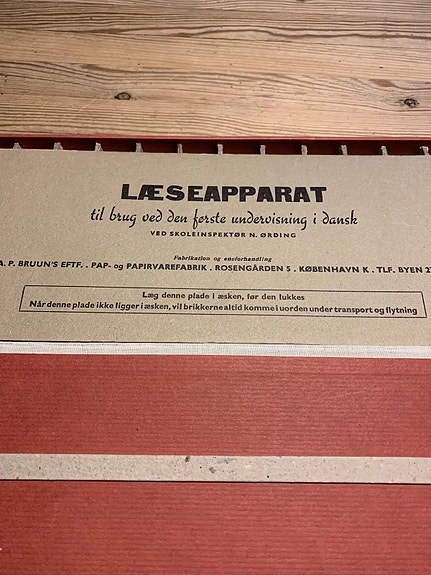 LÆSEAPPARAT
til brug ved den første undervisning i dansk
VED SKOLEINSPEKTØR N. ØRDING
Fabrikation og eneforhandling
A. P. BRUUN'S EFTF. . PAP- og PAPIRVAREFABRIK . ROSENGÅRDEN 5 . KØBENHAVN K . TLF. BYEN
Læg denne plade i æsken, før den lukkes
Når denne plade ikke ligger i æsken, vil brikkerne altid komme i uorden under transport og flytning